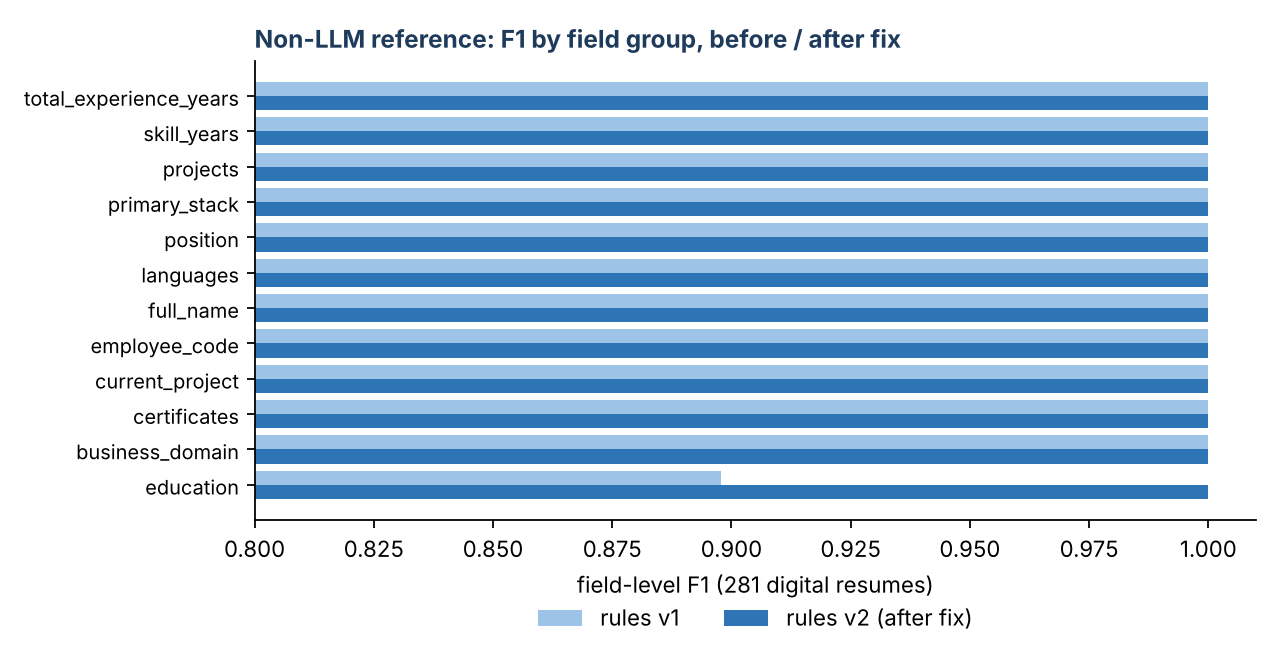 Non-LLM reference: F1 by field group, before / after fix
total_experience_years
skill_years
projects
primary_stack
position
languages
full_name
employee_code
current_project
certificates
business_domain
education
0.800 0.825 0.850 0.875 0.900 0.925 0.950 0.975 1.000
field-level F1 (281 digital resumes)
rules v1 rules v2 (after fix)